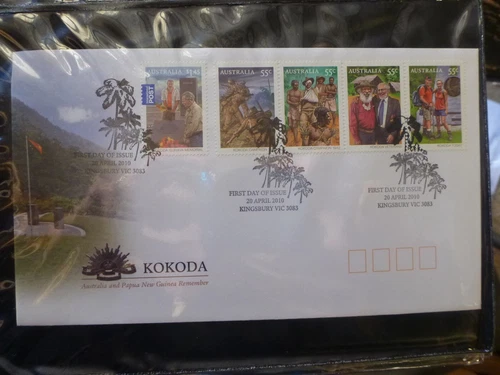 INTERNATIONAL POST
AUSTRALIA $1.45
AUSTRALIA 55c
AUSTRALIA 55c
AUSTRALIA 55c
AUSTRALIA 55c
FIRST DAY OF ISSUE
20 APRIL 2010
KINGSBURY VIC 3083
FIRST DAY OF ISSUE
20 APRIL 2010
KINGSBURY VIC 3083
FIRST DAY OF ISSUE
20 APRIL 2010
KINGSBURY VIC 3083
KOKODA
Australia and Papua New Guinea Remember